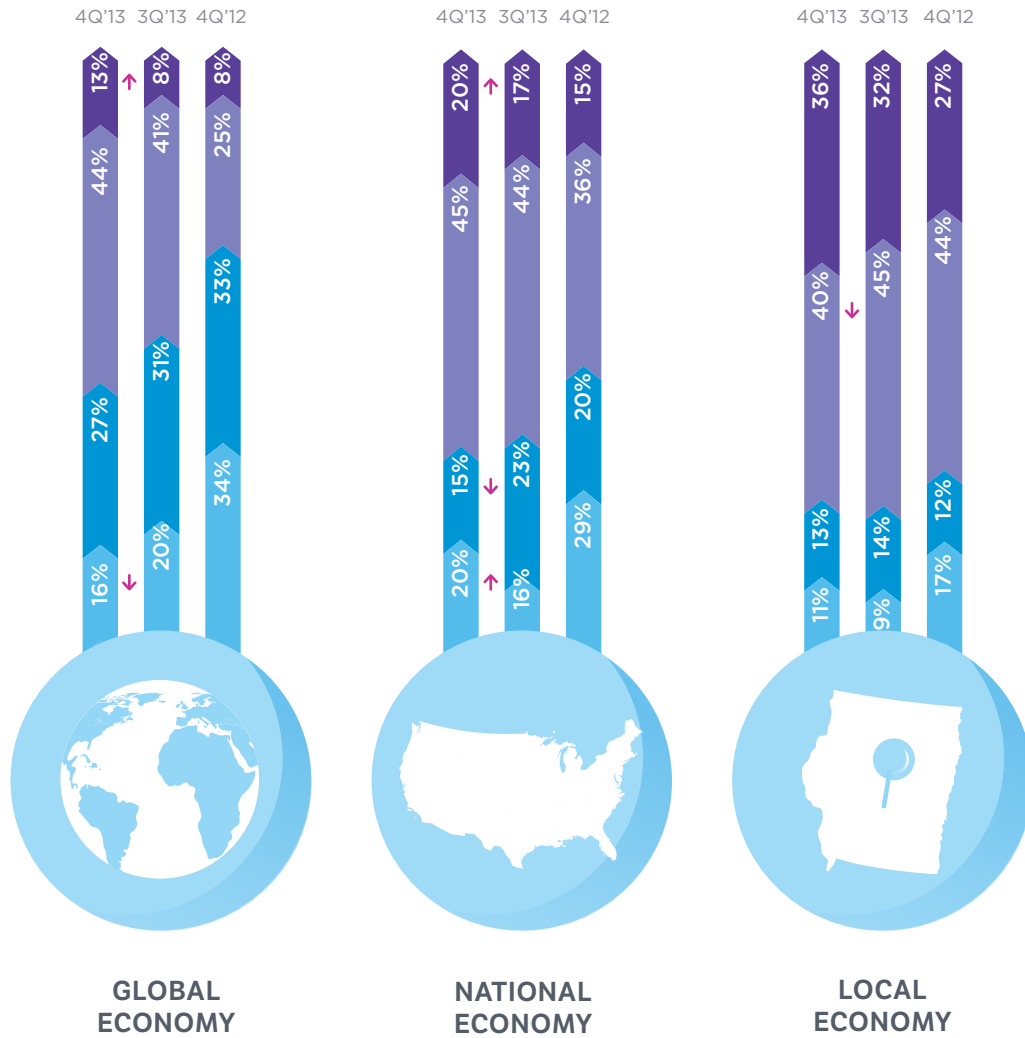 4Q'13 3Q'13 4Q'12
13% 8% 8%
44% 41% 25%
27% 31% 33%
16% 20% 34%
GLOBAL
ECONOMY
4Q'13 3Q'13 4Q'12
20% 17% 15%
45% 44% 36%
15% 23% 20%
20% 16% 29%
NATIONAL
ECONOMY
4Q'13 3Q'13 4Q'12
36% 32% 27%
40% 45% 44%
13% 14% 12%
11% 9% 17%
LOCAL
ECONOMY